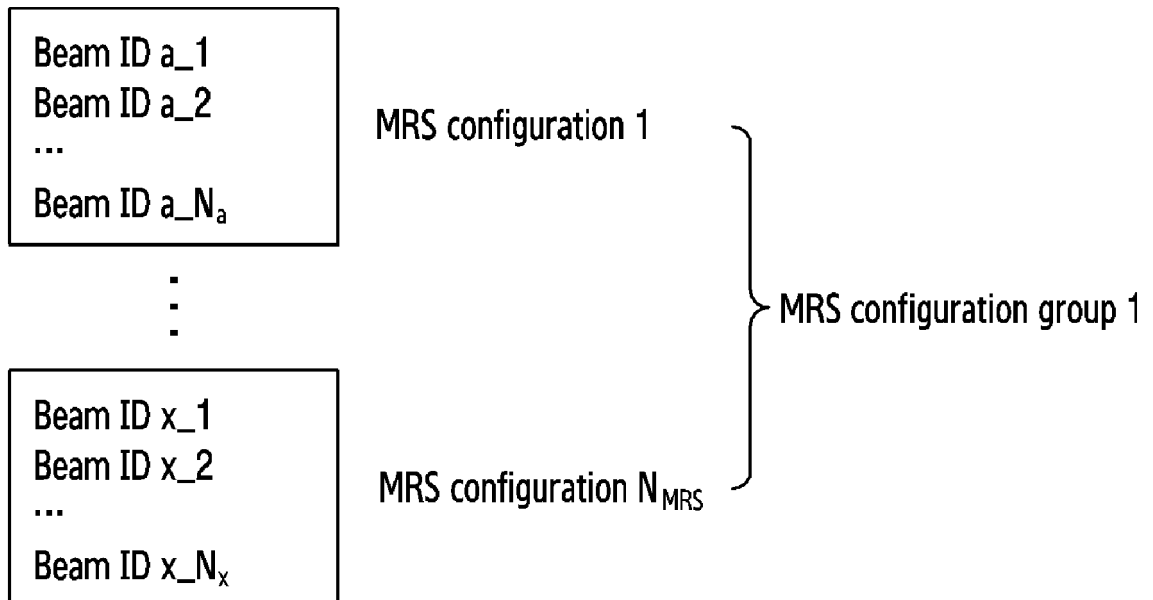 Beam ID a_1
Beam ID a_2
...
Beam ID a_Nₐ
MRS configuration 1
MRS configuration group 1
Beam ID x_1
Beam ID x_2
...
Beam ID x_Nₓ
MRS configuration N_MRS